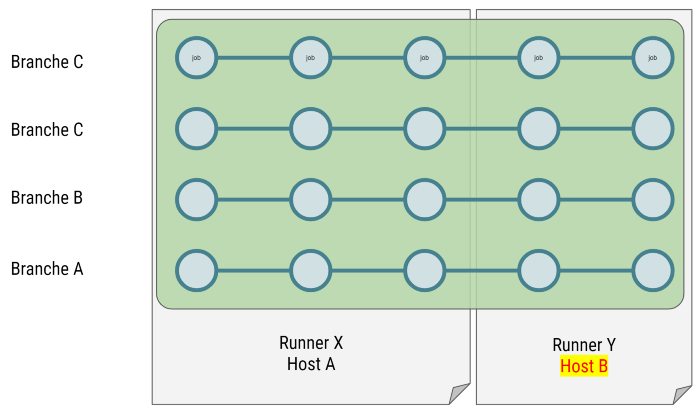 Branche C
job job job job job
Branche C
Branche B
Branche A
Runner X
Host A
Runner Y
Host B